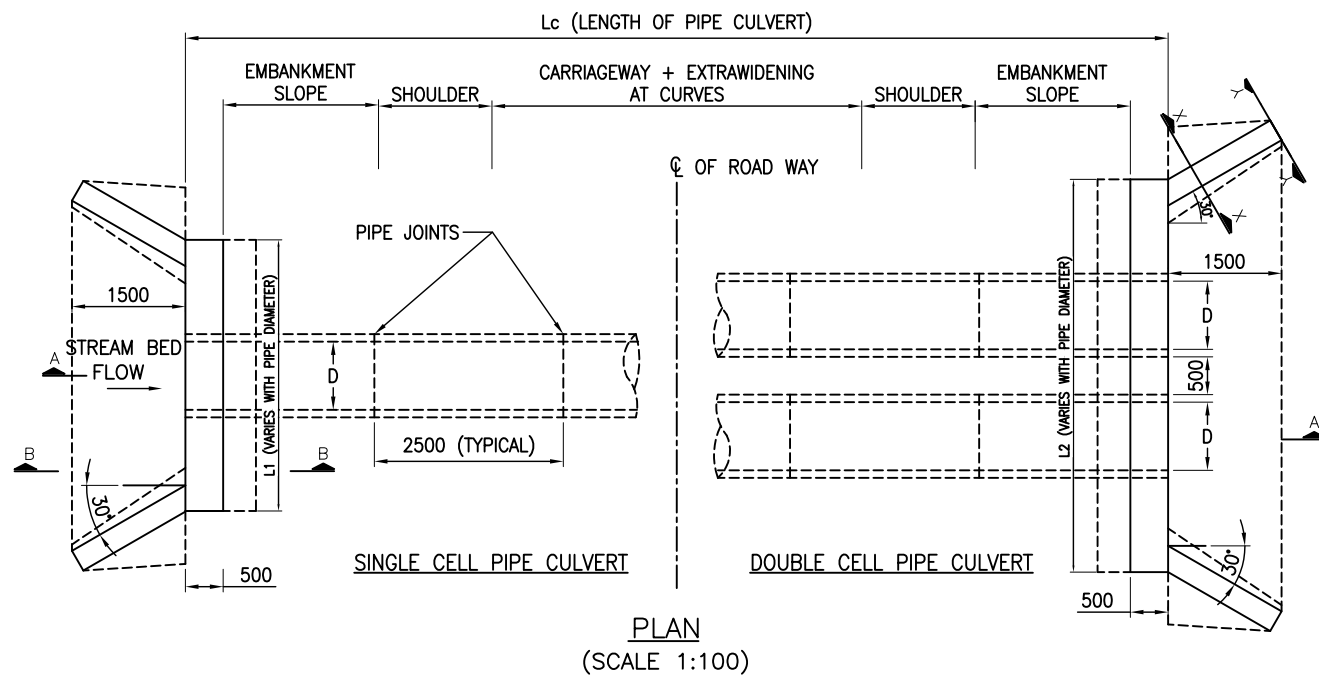 Lc (LENGTH OF PIPE CULVERT)
EMBANKMENT
SLOPE
SHOULDER
CARRIAGEWAY + EXTRAWIDENING
AT CURVES
SHOULDER
EMBANKMENT
SLOPE
℄ OF ROAD WAY
X
X
Y
Y
30°
PIPE JOINTS
1500
1500
L1 (VARIES WITH PIPE DIAMETER)
L2 (VARIES WITH PIPE DIAMETER)
A
STREAM BED
FLOW
D
D
500
D
A
2500 (TYPICAL)
B
B
30°
30°
500
500
SINGLE CELL PIPE CULVERT
DOUBLE CELL PIPE CULVERT
PLAN
(SCALE 1:100)